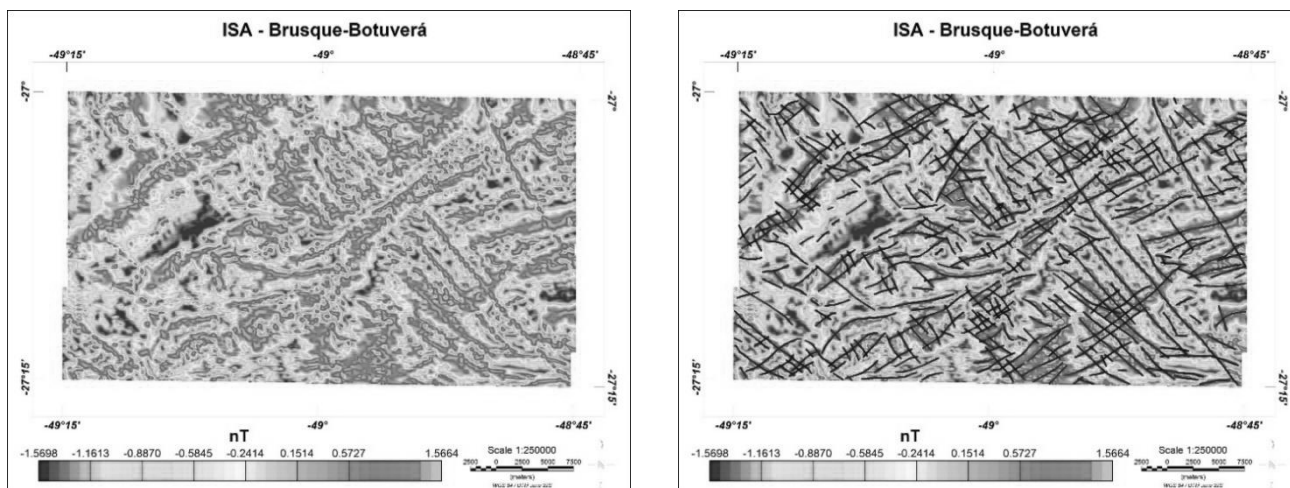 ISA - Brusque-Botuverá
-49°15' -49° -48°45'
-27° -27°
-27°15' -27°15'
-49°15' -49° -48°45'
nT
-1.5698 -1.1613 -0.8870 -0.5845 -0.2414 0.1514 0.5727 1.5664
Scale 1:250000
2500 0 2500 5000 7500
(meters)
ISA - Brusque-Botuverá
-49°15' -49° -48°45'
-27° -27°
-27°15' -27°15'
-49°15' -49° -48°45'
nT
-1.5698 -1.1613 -0.8870 -0.5845 -0.2414 0.1514 0.5727 1.5664
Scale 1:250000
2500 0 2500 5000 7500
(meters)